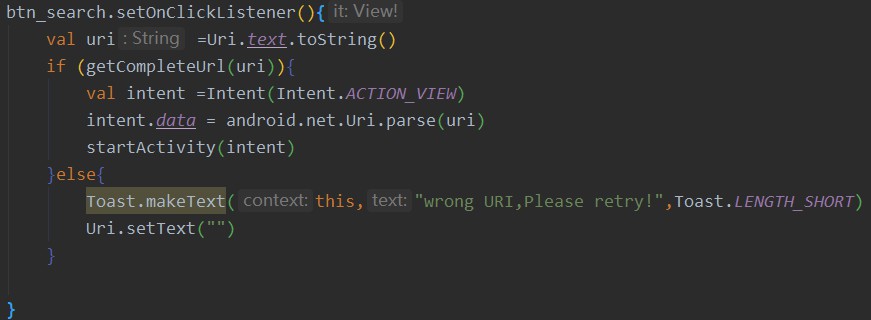 btn_search.setOnClickListener(){ it: View!
val uri : String =Uri.text.toString()
if (getCompleteUrl(uri)){
val intent =Intent(Intent.ACTION_VIEW)
intent.data = android.net.Uri.parse(uri)
startActivity(intent)
}else{
Toast.makeText( context: this, text: "wrong URI,Please retry!",Toast.LENGTH_SHORT)
Uri.setText("")
}
}